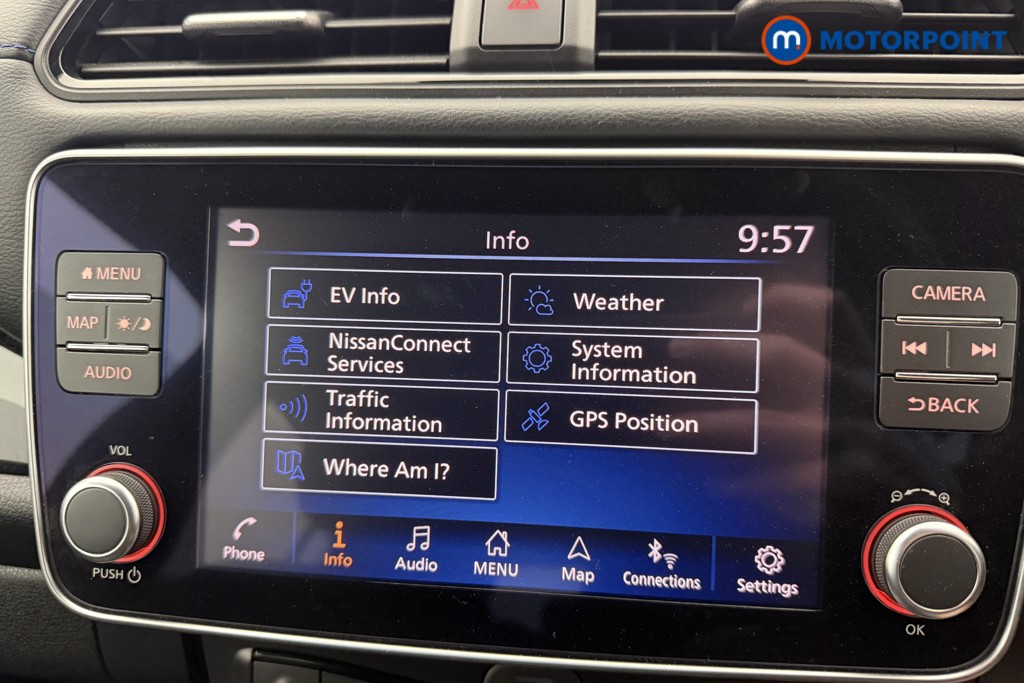 m MOTORPOINT
Info
9:57
MENU
MAP
AUDIO
EV Info
Weather
NissanConnect
Services
System
Information
Traffic
Information
GPS Position
Where Am I?
CAMERA
BACK
VOL
PUSH
Phone
Info
Audio
MENU
Map
Connections
Settings
OK